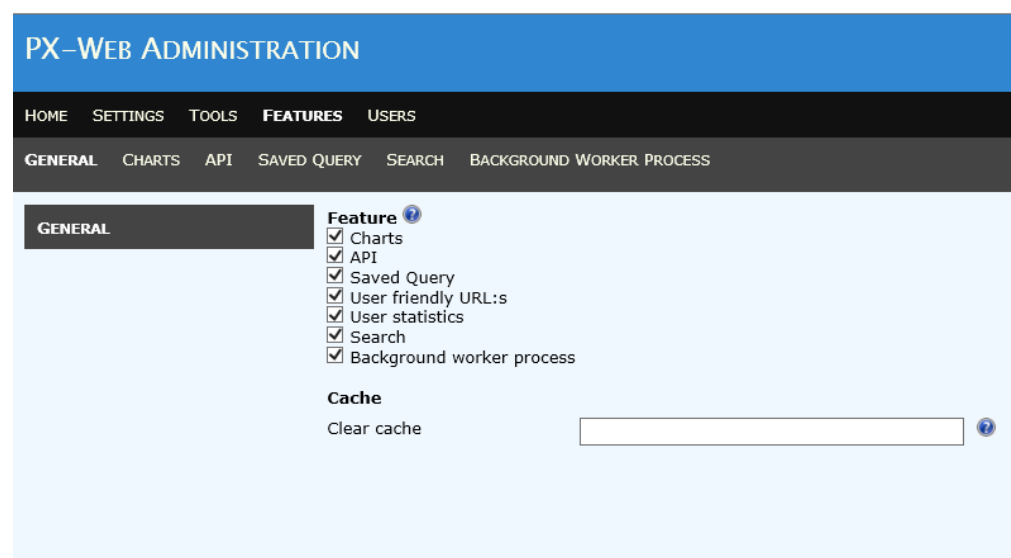 PX-WEB ADMINISTRATION
HOME SETTINGS TOOLS FEATURES USERS
GENERAL CHARTS API SAVED QUERY SEARCH BACKGROUND WORKER PROCESS
GENERAL
Feature ?
Charts
API
Saved Query
User friendly URL:s
User statistics
Search
Background worker process
Cache
Clear cache ?